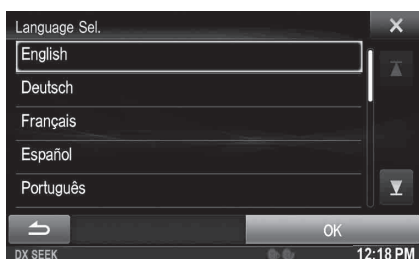 Language Sel.
English
Deutsch
Français
Español
Português
OK
DX SEEK
12:18 PM